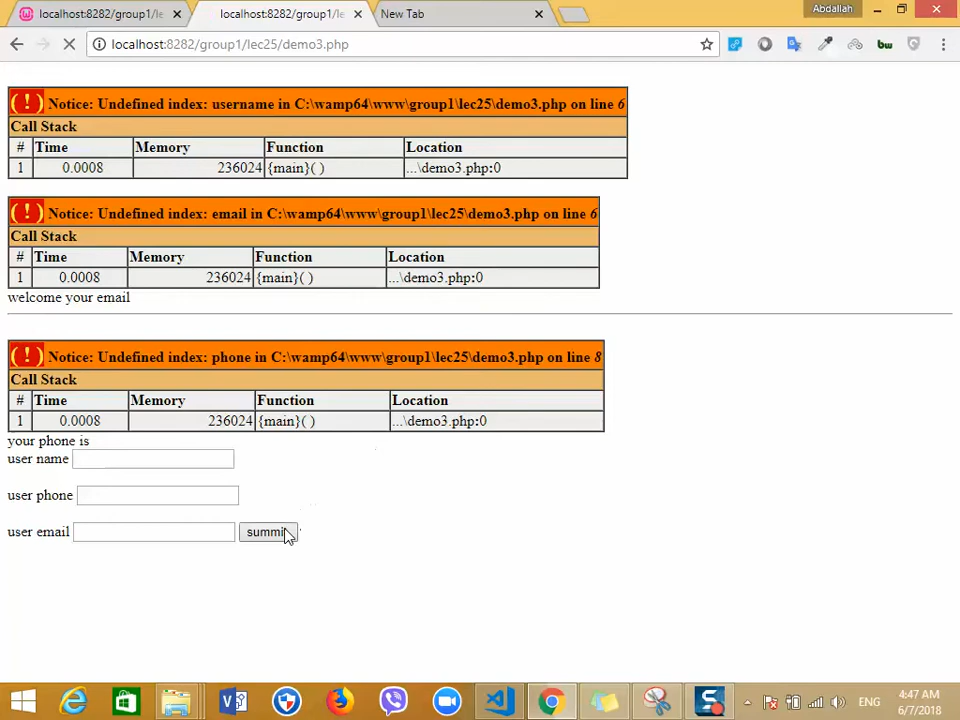 localhost:8282/group1/le
localhost:8282/group1/le
New Tab
Abdallah
localhost:8282/group1/lec25/demo3.php
bw
( ! ) Notice: Undefined index: username in C:\wamp64\www\group1\lec25\demo3.php on line 6
Call Stack
# Time Memory Function Location
1 0.0008 236024 {main}( ) ...\demo3.php:0
( ! ) Notice: Undefined index: email in C:\wamp64\www\group1\lec25\demo3.php on line 6
Call Stack
# Time Memory Function Location
1 0.0008 236024 {main}( ) ...\demo3.php:0
welcome your email
( ! ) Notice: Undefined index: phone in C:\wamp64\www\group1\lec25\demo3.php on line 8
Call Stack
# Time Memory Function Location
1 0.0008 236024 {main}( ) ...\demo3.php:0
your phone is
user name
user phone
user email summi
ENG
4:47 AM
6/7/2018